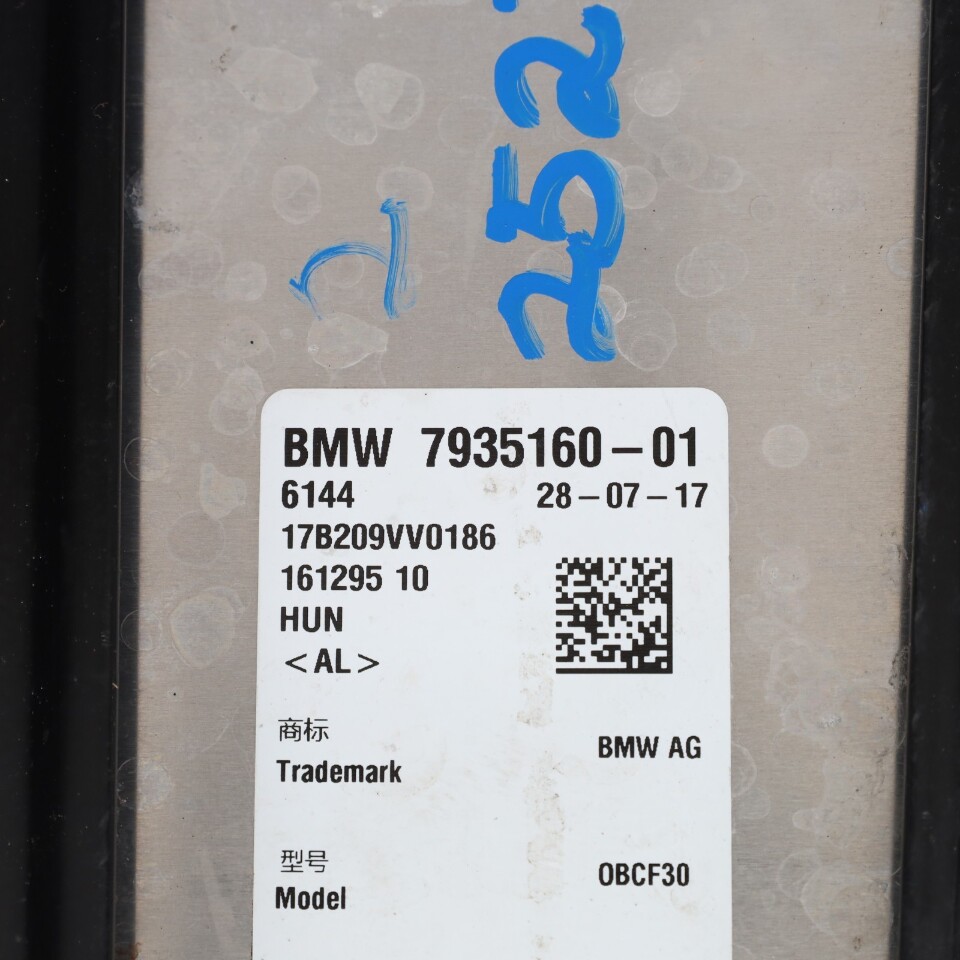 252
2
BMW 7935160-01
6144 28-07-17
17B209VV0186
161295 10
HUN
<AL>
商标
Trademark BMW AG
型号
Model OBCF30